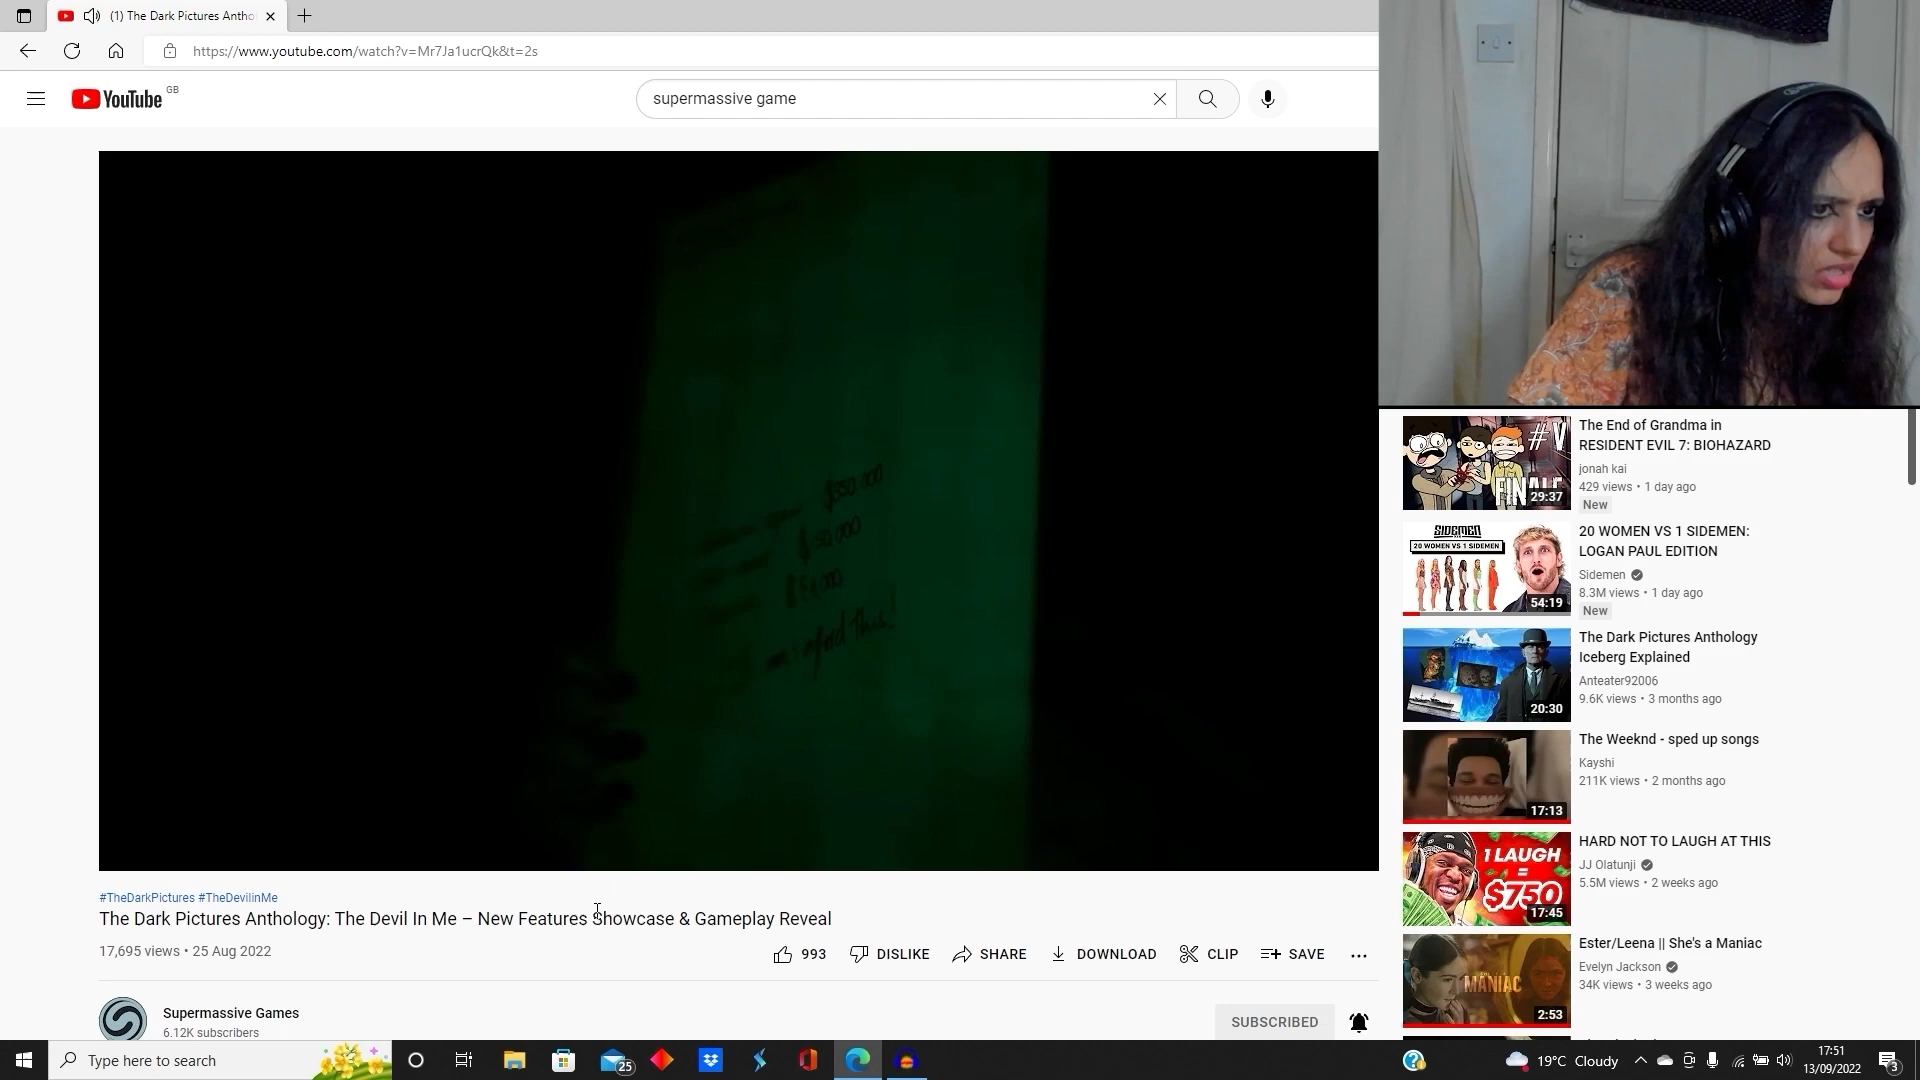 (1) The Dark Pictures Antho
https://www.youtube.com/watch?v=Mr7Ja1ucrQk&t=2s
YouTube GB
supermassive game
$350 000
50,000
#TheDarkPictures #TheDevilinMe
The Dark Pictures Anthology: The Devil In Me – New Features Showcase & Gameplay Reveal
17,695 views • 25 Aug 2022
993 DISLIKE SHARE DOWNLOAD CLIP SAVE
Supermassive Games
6.12K subscribers
SUBSCRIBED
#V
FINALE
29:37
The End of Grandma in
RESIDENT EVIL 7: BIOHAZARD
jonah kai
429 views • 1 day ago
New
SIDEMEN
20 WOMEN VS 1 SIDEMEN
54:19
20 WOMEN VS 1 SIDEMEN:
LOGAN PAUL EDITION
Sidemen
8.3M views • 1 day ago
New
20:30
The Dark Pictures Anthology
Iceberg Explained
Anteater92006
9.6K views • 3 months ago
17:13
The Weeknd - sped up songs
Kayshi
211K views • 2 months ago
1 LAUGH
=
$750
17:45
HARD NOT TO LAUGH AT THIS
JJ Olatunji
5.5M views • 2 weeks ago
MANIAC
2:53
Ester/Leena || She's a Maniac
Evelyn Jackson
34K views • 3 weeks ago
Type here to search
25
19°C Cloudy
17:51
13/09/2022
3